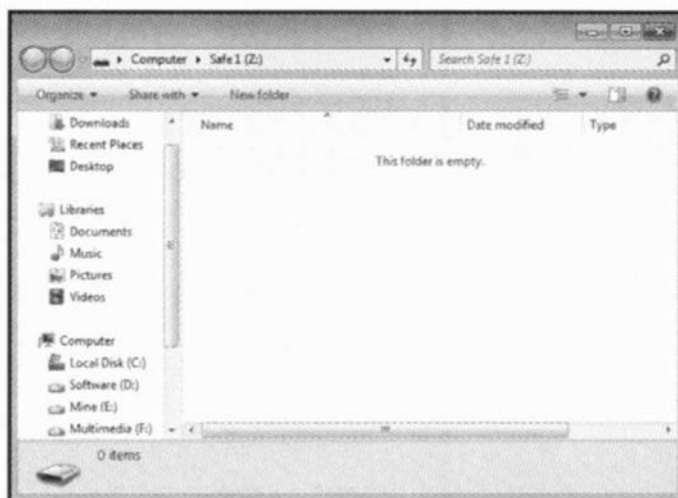 Computer ▸ Safe 1 (Z:)
Search Safe 1 (Z:)
Organize ▾ Share with ▾ New folder
Downloads
Recent Places
Desktop
Libraries
Documents
Music
Pictures
Videos
Computer
Local Disk (C:)
Software (D:)
Mine (E:)
Multimedia (F:)
Name Date modified Type
This folder is empty.
0 items